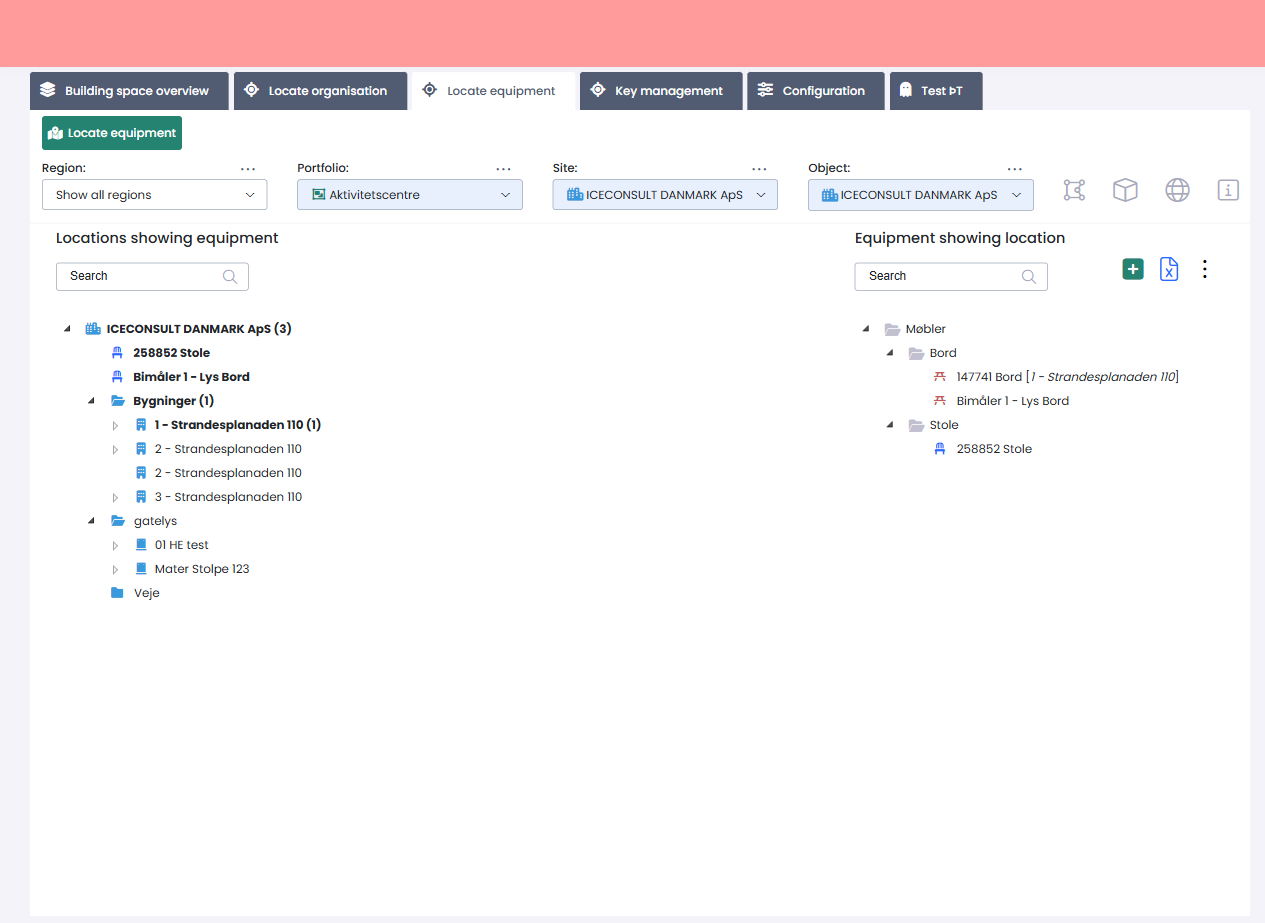 Building space overview
Locate organisation
Locate equipment
Key management
Configuration
Test ÞT
Locate equipment
Region:
Portfolio:
Site:
Object:
Show all regions
Aktivitetscentre
ICECONSULT DANMARK ApS
ICECONSULT DANMARK ApS
Locations showing equipment
Search
ICECONSULT DANMARK ApS (3)
258852 Stole
Bimåler 1 - Lys Bord
Bygninger (1)
1 - Strandesplanaden 110 (1)
2 - Strandesplanaden 110
2 - Strandesplanaden 110
3 - Strandesplanaden 110
gatelys
01 HE test
Mater Stolpe 123
Veje
Equipment showing location
Search
Møbler
Bord
147741 Bord [1 - Strandesplanaden 110]
Bimåler 1 - Lys Bord
Stole
258852 Stole